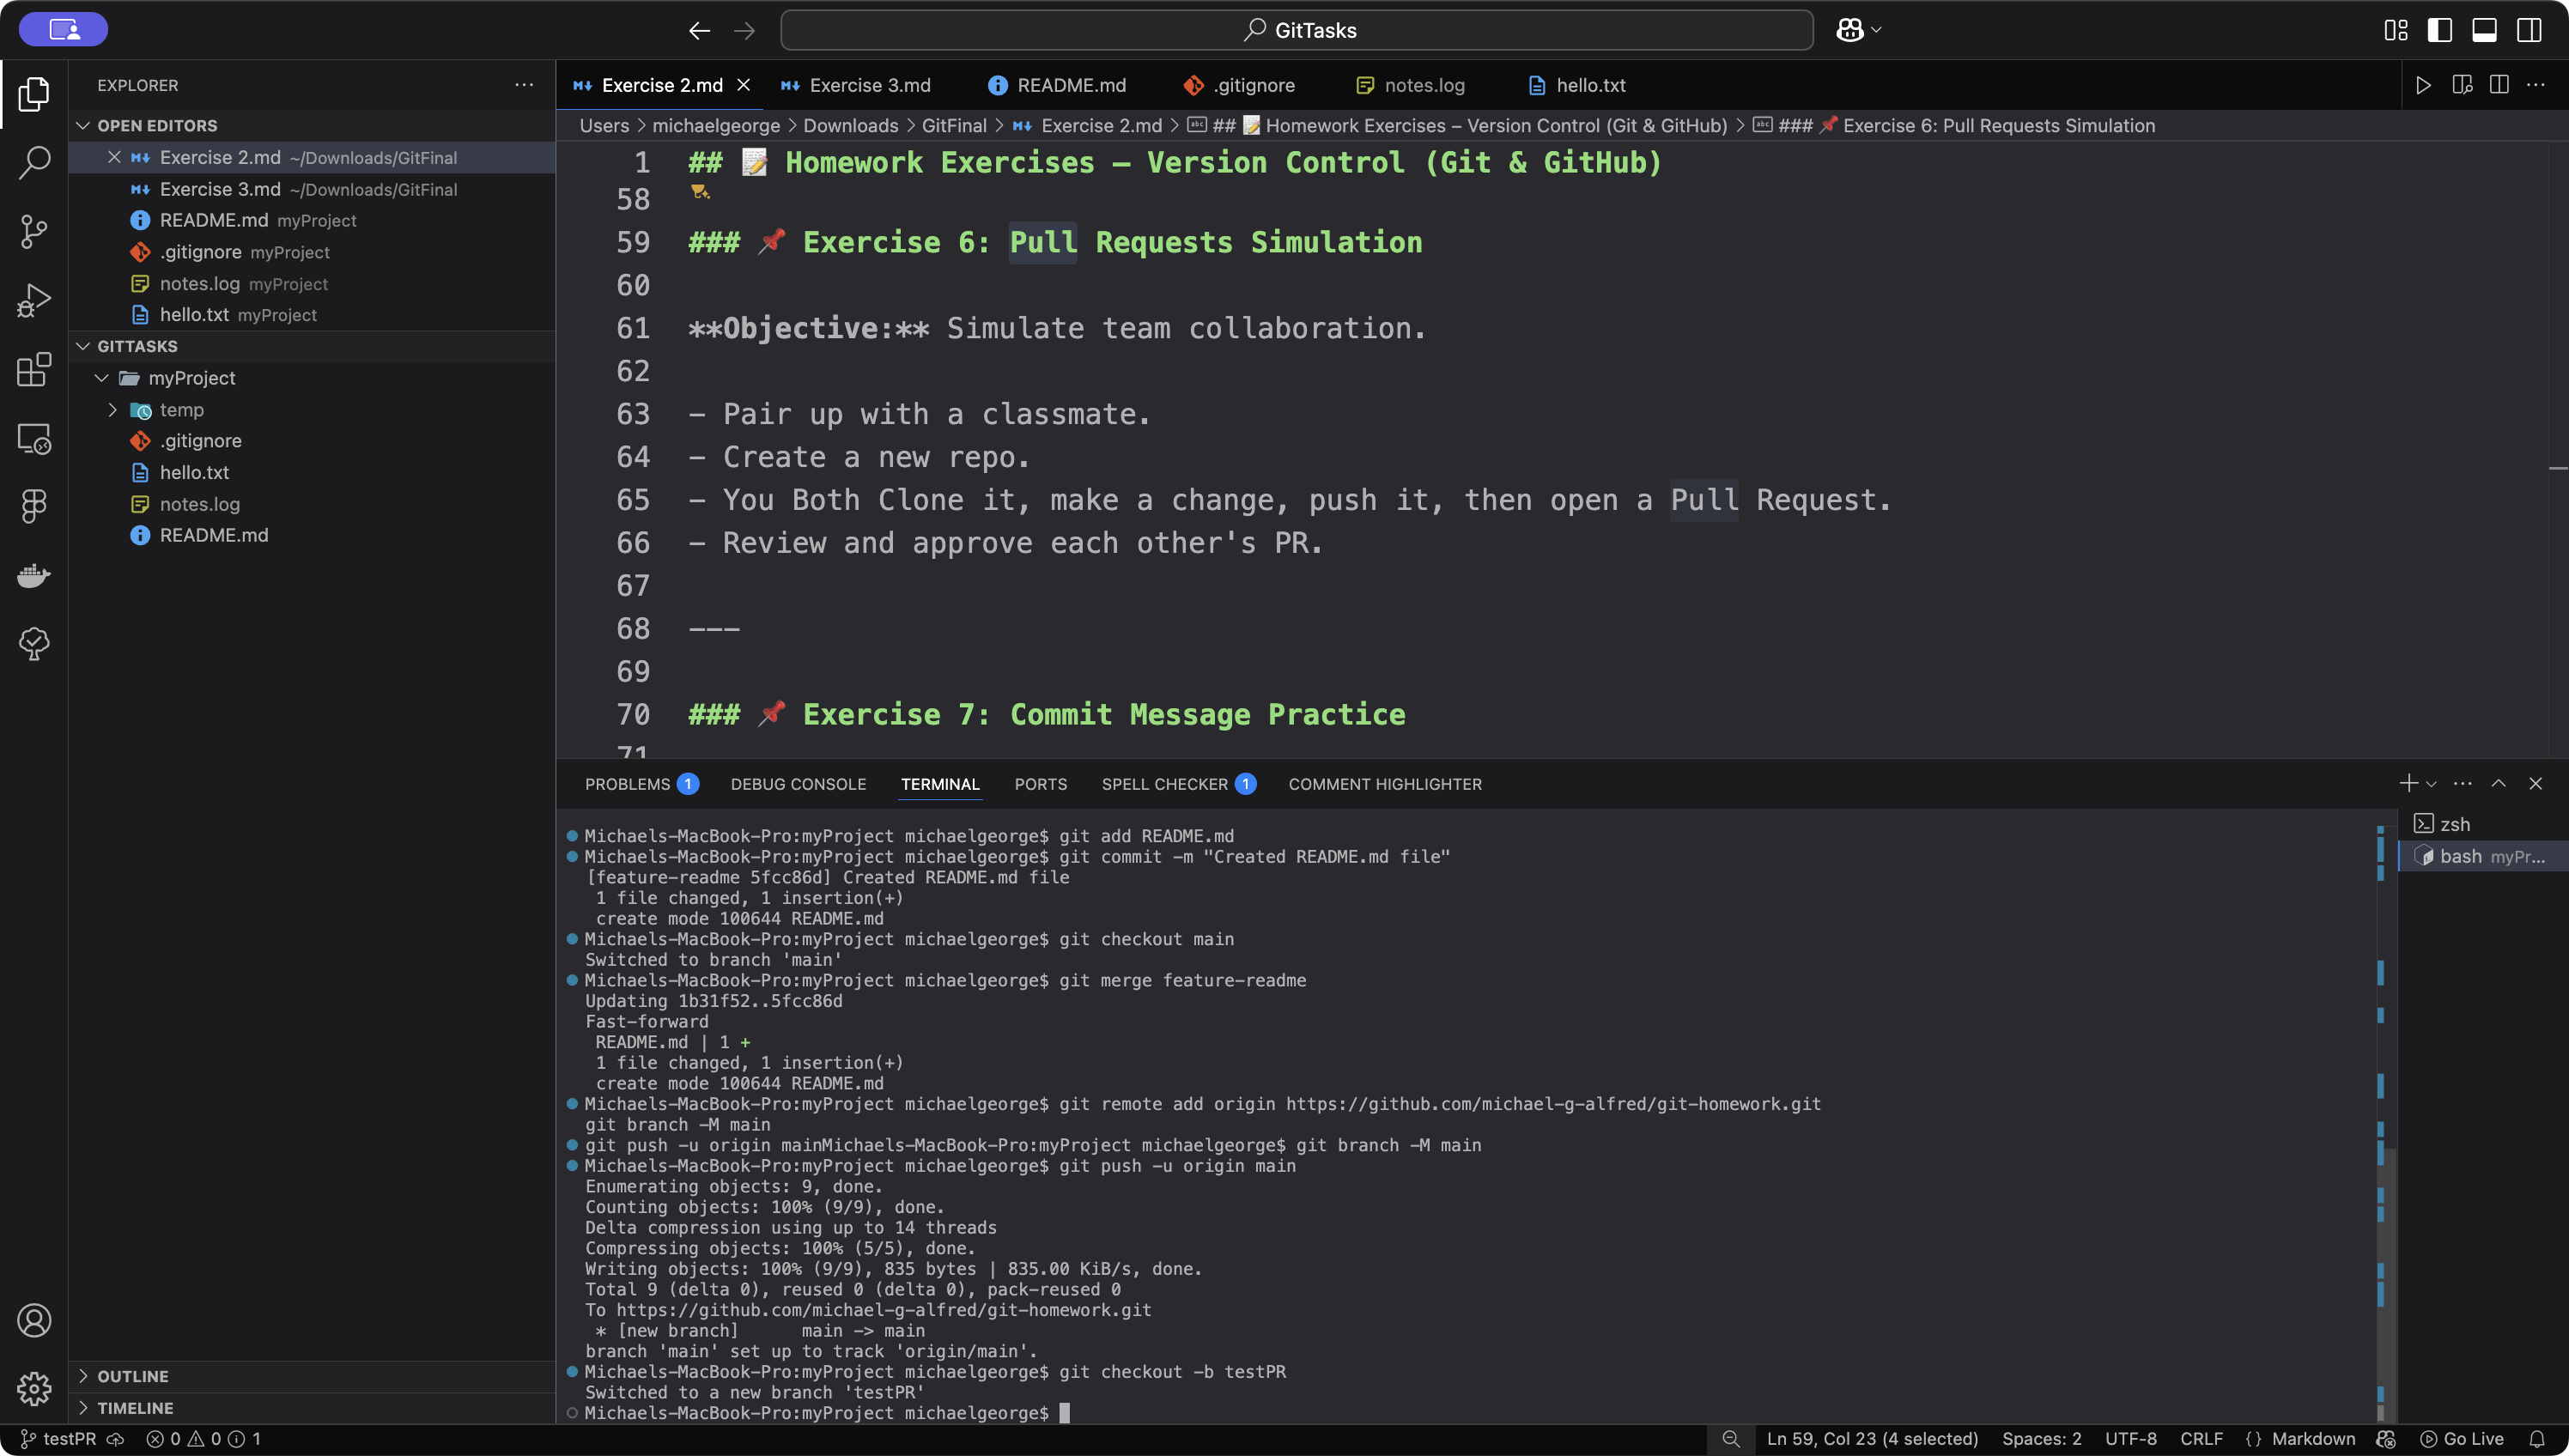 GitTasks
EXPLORER
OPEN EDITORS
Exercise 2.md ~/Downloads/GitFinal
Exercise 3.md ~/Downloads/GitFinal
README.md myProject
.gitignore myProject
notes.log myProject
hello.txt myProject
GITTASKS
myProject
temp
.gitignore
hello.txt
notes.log
README.md
OUTLINE
TIMELINE
Exercise 2.md Exercise 3.md README.md .gitignore notes.log hello.txt
Users > michaelgeorge > Downloads > GitFinal > Exercise 2.md > ## 📝 Homework Exercises – Version Control (Git & GitHub) > ### 📌 Exercise 6: Pull Requests Simulation
1 ## 📝 Homework Exercises – Version Control (Git & GitHub)
58
59 ### 📌 Exercise 6: Pull Requests Simulation
60
61 **Objective:** Simulate team collaboration.
62
63 - Pair up with a classmate.
64 - Create a new repo.
65 - You Both Clone it, make a change, push it, then open a Pull Request.
66 - Review and approve each other's PR.
67
68 ---
69
70 ### 📌 Exercise 7: Commit Message Practice
71
PROBLEMS 1 DEBUG CONSOLE TERMINAL PORTS SPELL CHECKER 1 COMMENT HIGHLIGHTER
Michaels-MacBook-Pro:myProject michaelgeorge$ git add README.md
Michaels-MacBook-Pro:myProject michaelgeorge$ git commit -m "Created README.md file"
[feature-readme 5fcc86d] Created README.md file
1 file changed, 1 insertion(+)
create mode 100644 README.md
Michaels-MacBook-Pro:myProject michaelgeorge$ git checkout main
Switched to branch 'main'
Michaels-MacBook-Pro:myProject michaelgeorge$ git merge feature-readme
Updating 1b31f52..5fcc86d
Fast-forward
README.md | 1 +
1 file changed, 1 insertion(+)
create mode 100644 README.md
Michaels-MacBook-Pro:myProject michaelgeorge$ git remote add origin https://github.com/michael-g-alfred/git-homework.git
git branch -M main
git push -u origin mainMichaels-MacBook-Pro:myProject michaelgeorge$ git branch -M main
Michaels-MacBook-Pro:myProject michaelgeorge$ git push -u origin main
Enumerating objects: 9, done.
Counting objects: 100% (9/9), done.
Delta compression using up to 14 threads
Compressing objects: 100% (5/5), done.
Writing objects: 100% (9/9), 835 bytes | 835.00 KiB/s, done.
Total 9 (delta 0), reused 0 (delta 0), pack-reused 0
To https://github.com/michael-g-alfred/git-homework.git
* [new branch]      main -> main
branch 'main' set up to track 'origin/main'.
Michaels-MacBook-Pro:myProject michaelgeorge$ git checkout -b testPR
Switched to a new branch 'testPR'
Michaels-MacBook-Pro:myProject michaelgeorge$
zsh
bash myPr...
testPR 0 0 1 Ln 59, Col 23 (4 selected) Spaces: 2 UTF-8 CRLF {} Markdown Go Live